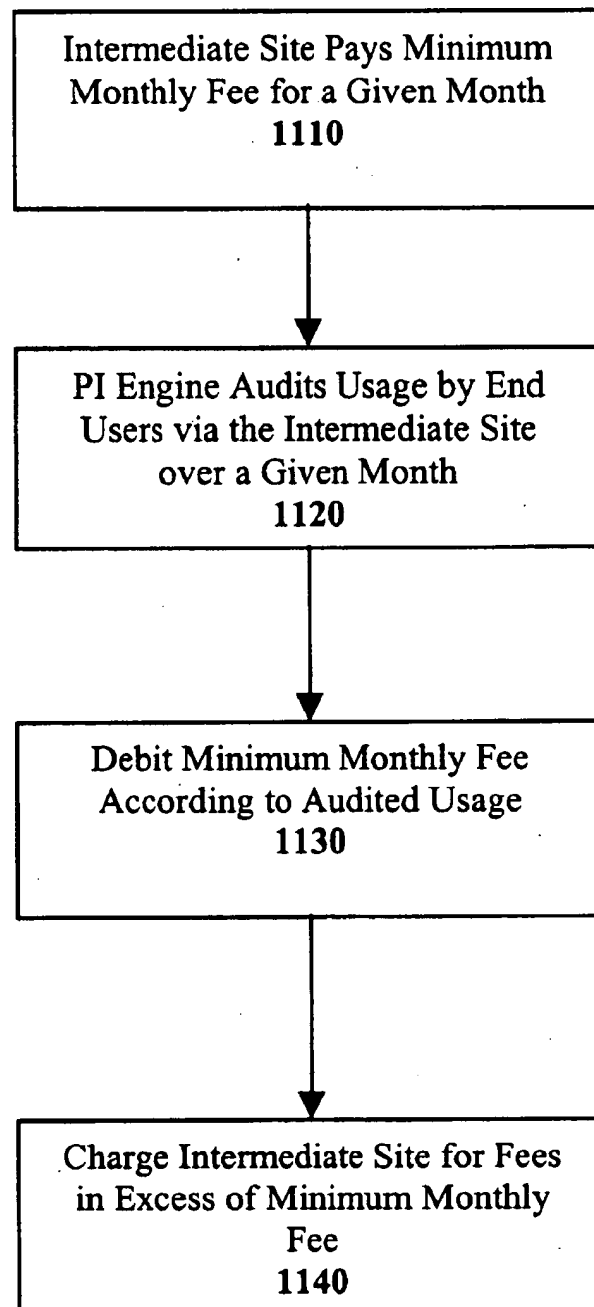 Intermediate Site Pays Minimum
Monthly Fee for a Given Month
1110
PI Engine Audits Usage by End
Users via the Intermediate Site
over a Given Month
1120
Debit Minimum Monthly Fee
According to Audited Usage
1130
Charge Intermediate Site for Fees
in Excess of Minimum Monthly
Fee
1140